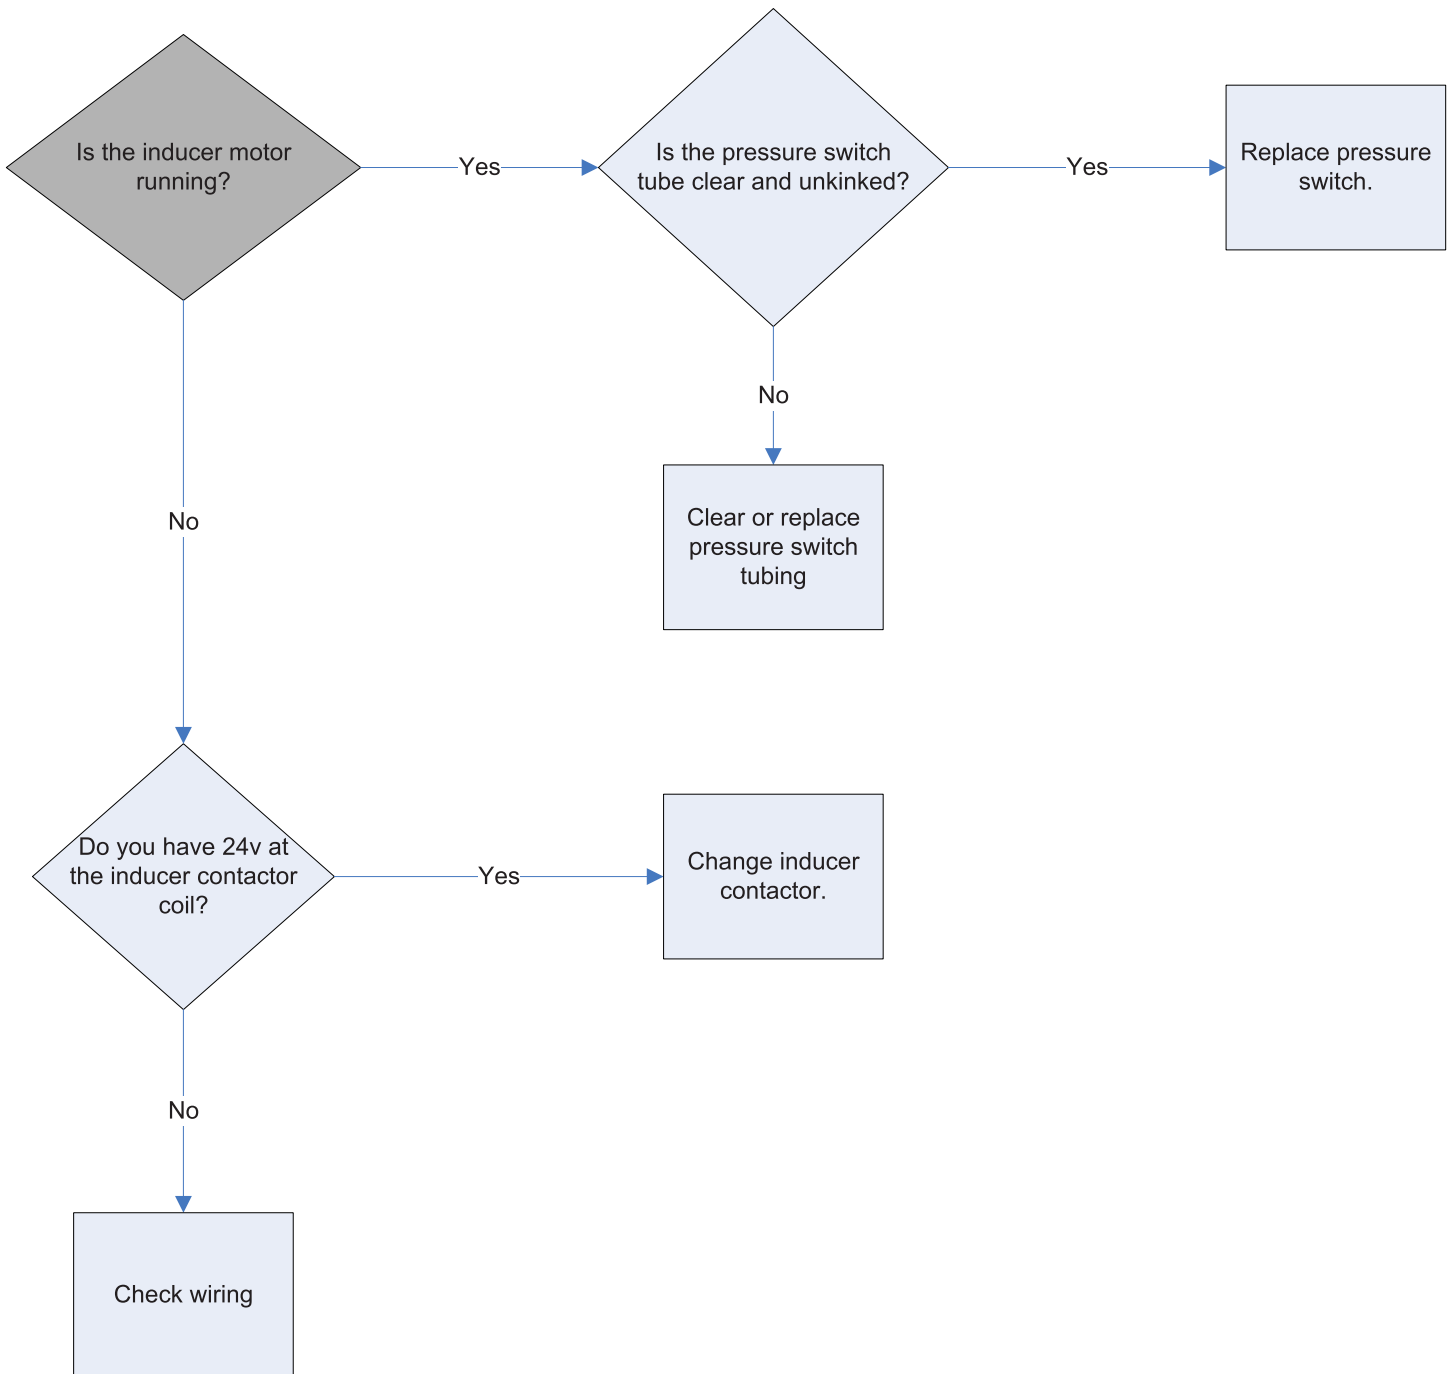 Is the inducer motor
running?
Yes
Is the pressure switch
tube clear and unkinked?
Yes
Replace pressure
switch.
No
Clear or replace
pressure switch
tubing
No
Do you have 24v at
the inducer contactor
coil?
Yes
Change inducer
contactor.
No
Check wiring